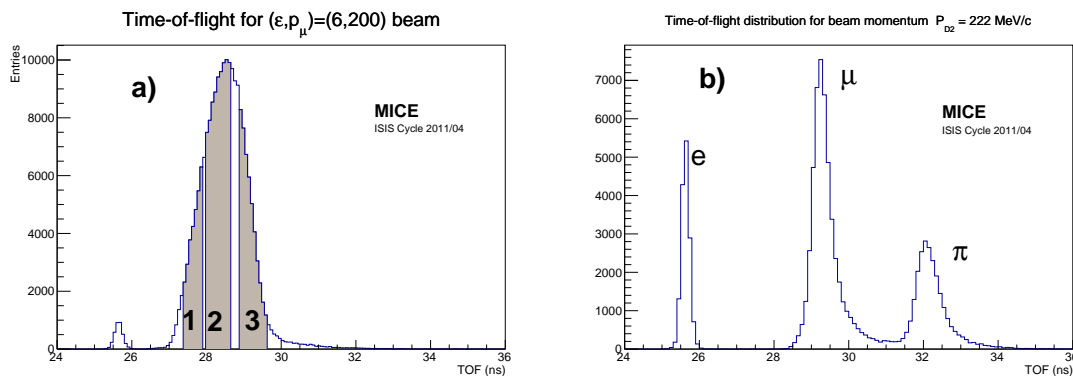 Time-of-flight for (ε,pμ)=(6,200) beam
Entries
10000
8000
6000
4000
2000
0
a)
MICE
ISIS Cycle 2011/04
1 2 3
24 26 28 30 32 34 36
TOF (ns)
Time-of-flight distribution for beam momentum PD2 = 222 MeV/c
7000
6000
5000
4000
3000
2000
1000
0
b)
μ
MICE
ISIS Cycle 2011/04
e
π
24 26 28 30 32 34 36
TOF (ns)